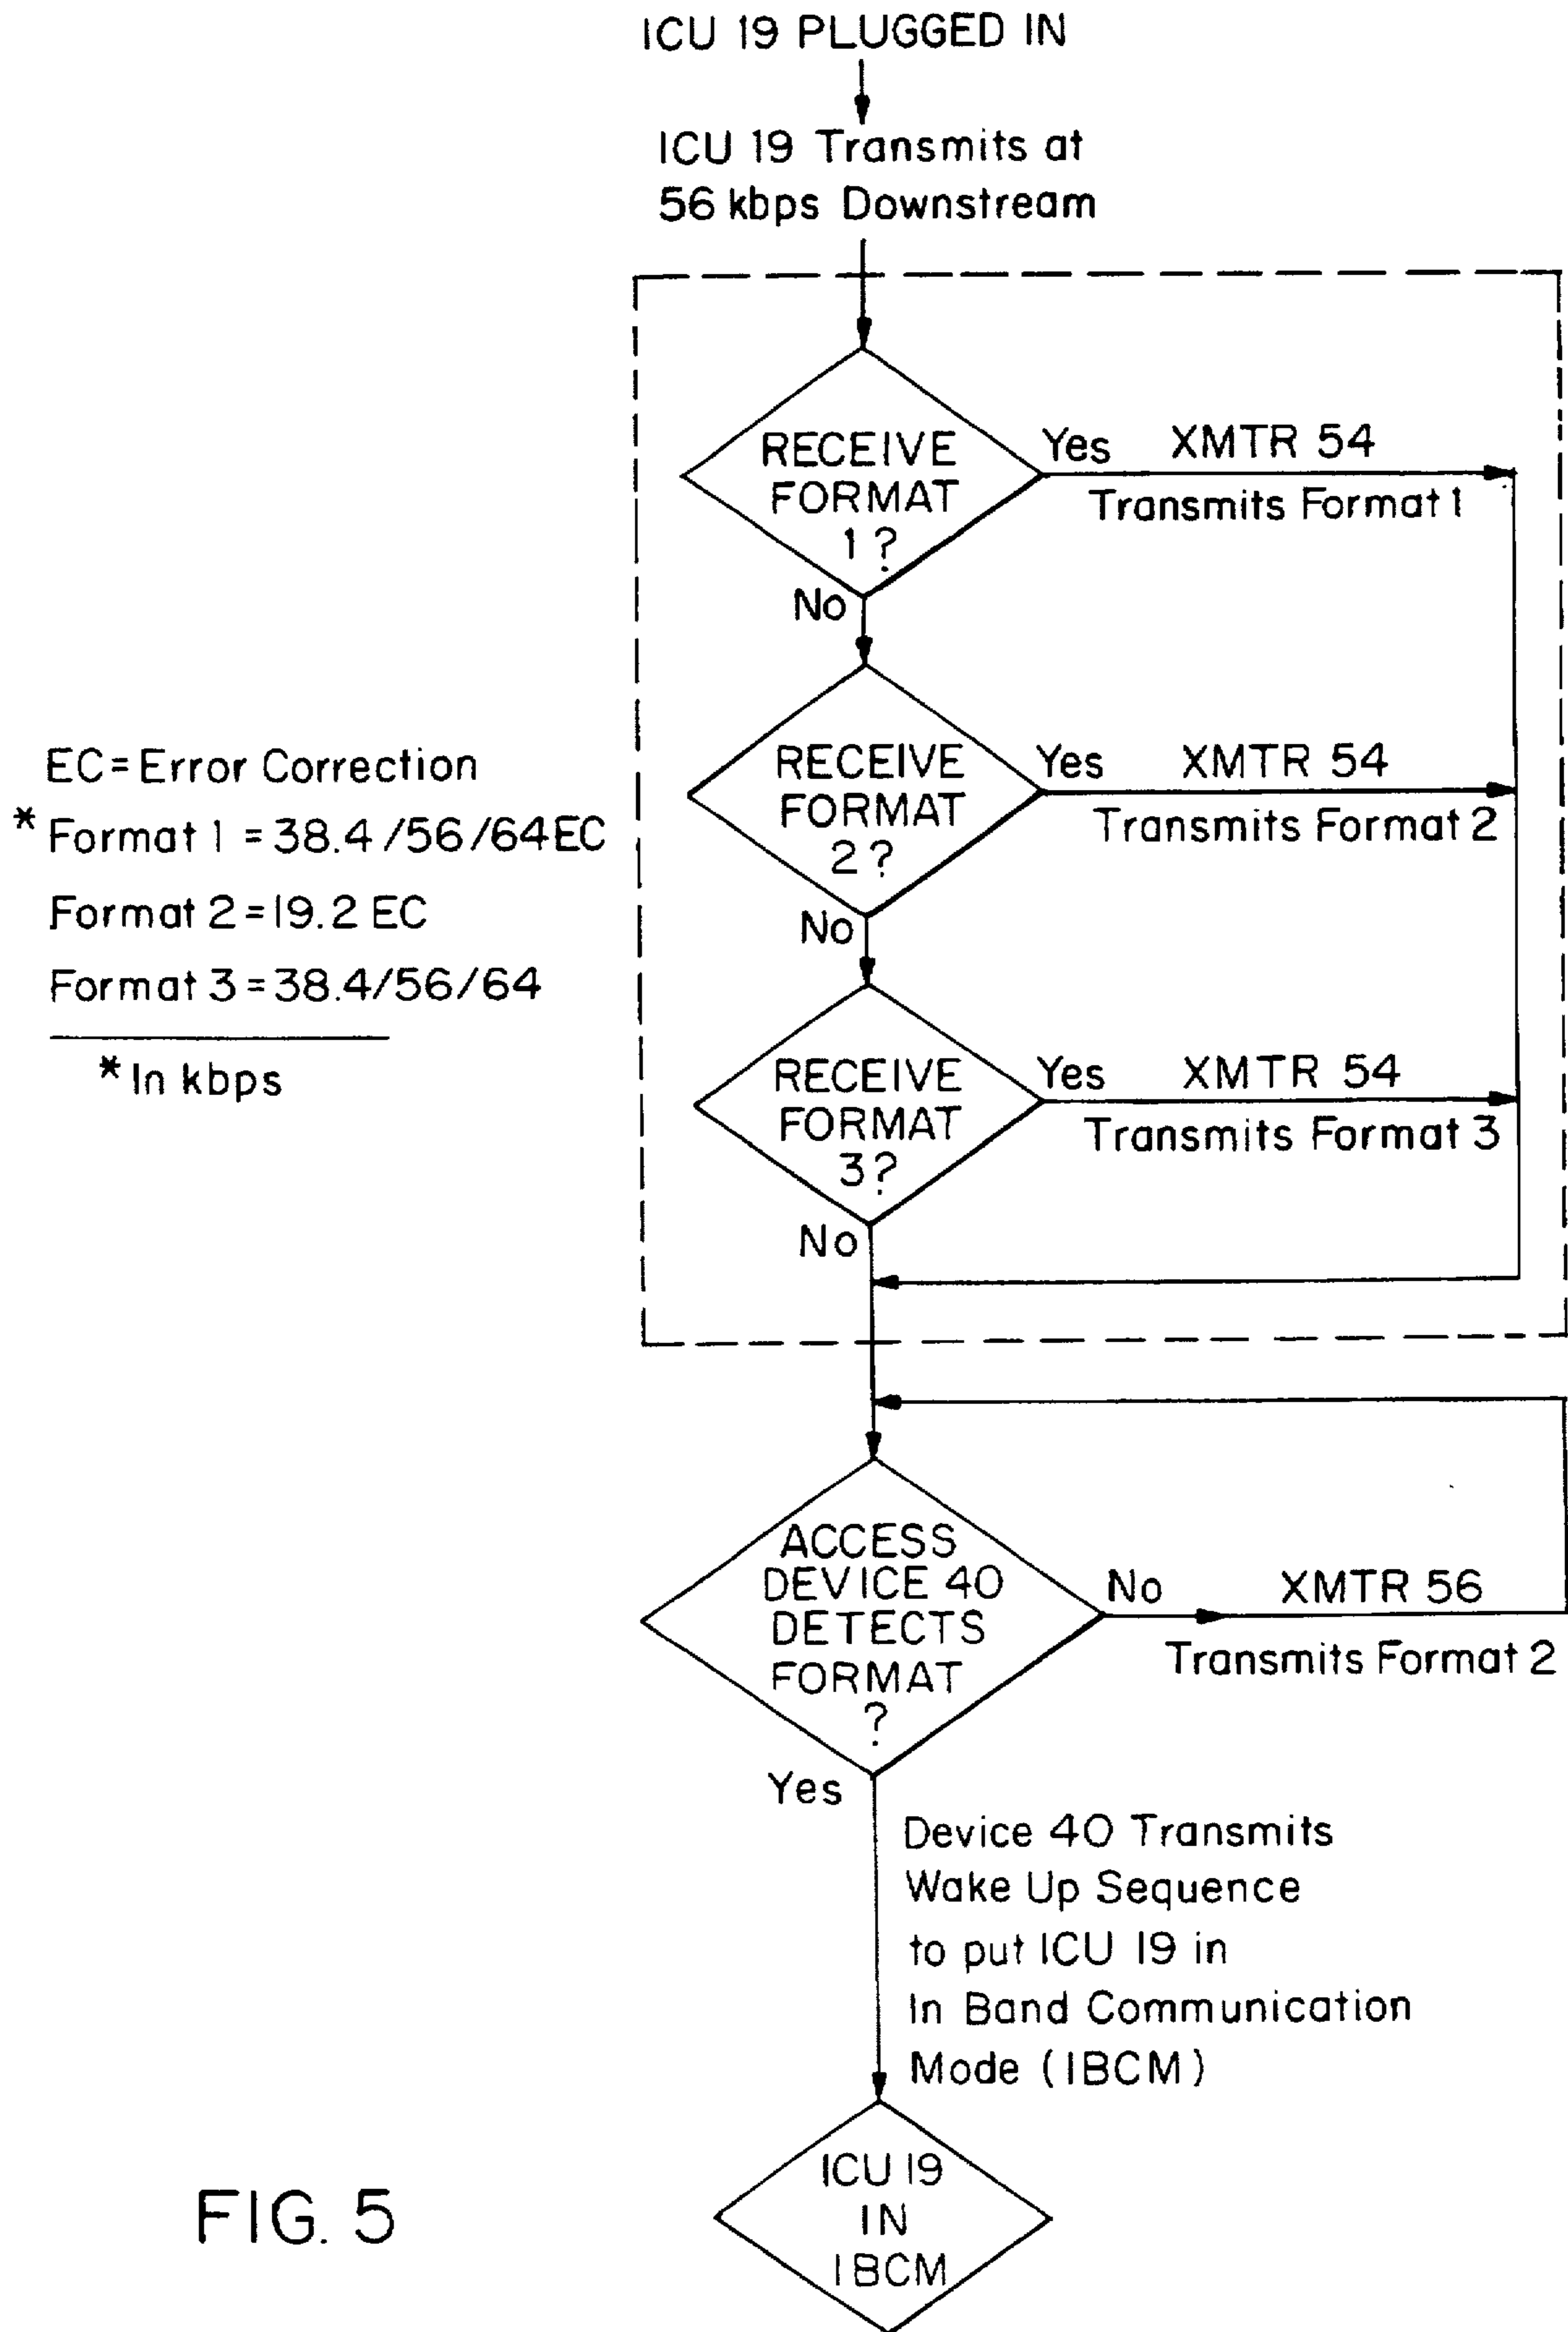 ICU 19 PLUGGED IN
ICU 19 Transmits at
56 kbps Downstream
RECEIVE
FORMAT
1?
Yes
XMTR 54
Transmits Format 1
No
RECEIVE
FORMAT
2?
Yes
XMTR 54
Transmits Format 2
No
EC=Error Correction
* Format 1 = 38.4/56/64EC
Format 2=19.2 EC
Format 3=38.4/56/64
* In kbps
RECEIVE
FORMAT
3?
Yes
XMTR 54
Transmits Format 3
No
ACCESS
DEVICE 40
DETECTS
FORMAT
?
No
XMTR 56
Transmits Format 2
Yes
Device 40 Transmits
Wake Up Sequence
to put ICU 19 in
In Band Communication
Mode (IBCM)
ICU 19
IN
IBCM
FIG. 5